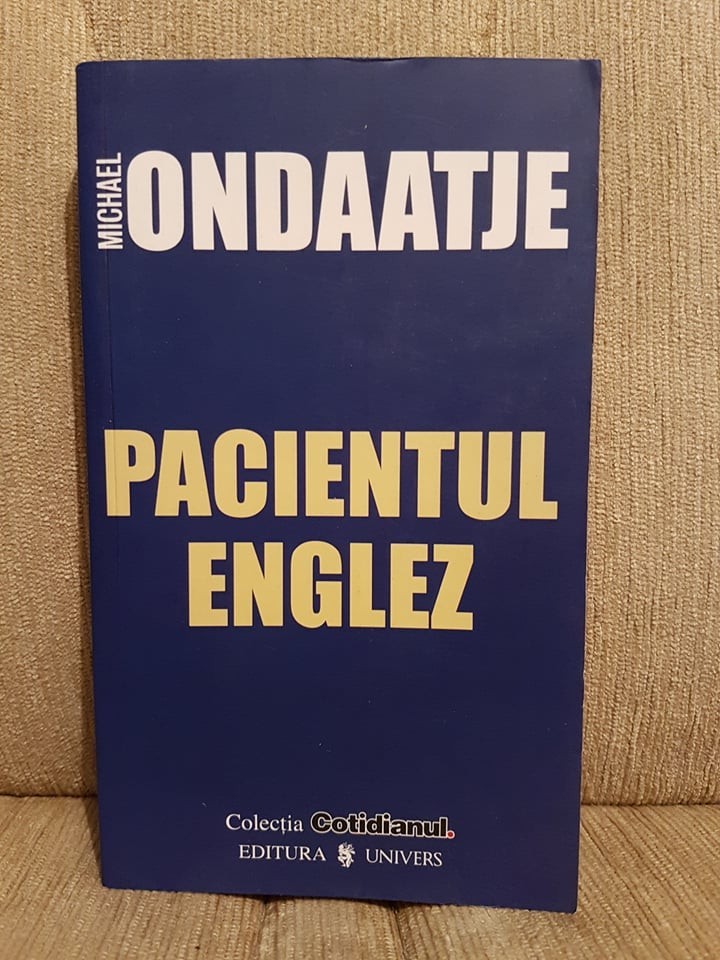 MICHAEL
ONDAATJE
PACIENTUL
ENGLEZ
Colecția Cotidianul.
EDITURA UNIVERS